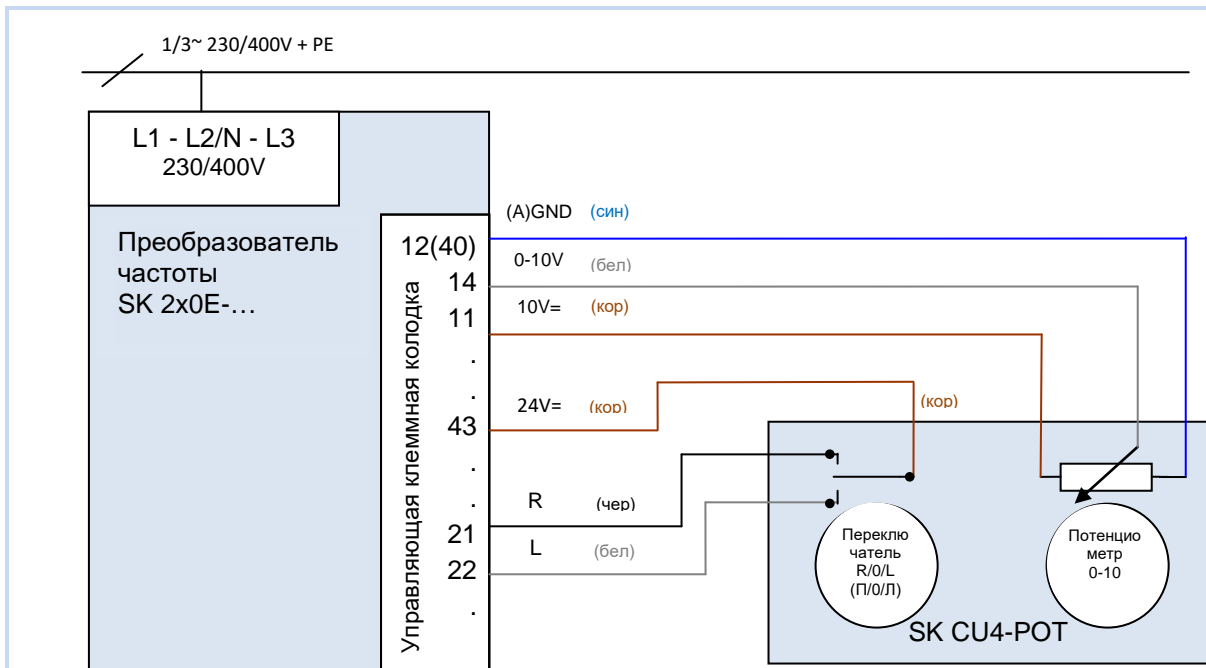 1/3~ 230/400V + PE
L1 - L2/N - L3
230/400V
Преобразователь
частоты
SK 2x0E-…
Управляющая клеммная колодка
12(40)
14
11
.
.
43
.
.
21
22
.
(A)GND (син)
0-10V (бел)
10V= (кор)
24V= (кор)
(кор)
R (чер)
L (бел)
Переклю
чатель
R/0/L
(П/0/Л)
Потенцио
метр
0-10
SK CU4-POT